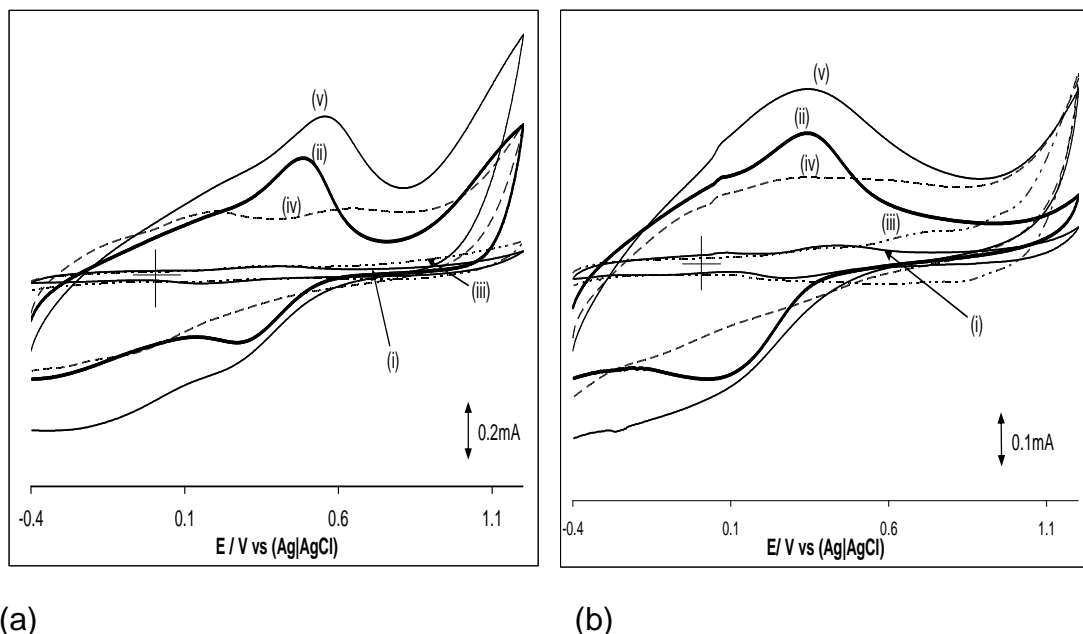 (v)
(ii)
(iv)
(iii)
(i)
0.2mA
-0.4 0.1 0.6 1.1
E / V vs (Ag|AgCl)
(a)
(v)
(ii)
(iv)
(iii)
(i)
0.1mA
-0.4 0.1 0.6 1.1
E/ V vs (Ag|AgCl)
(b)